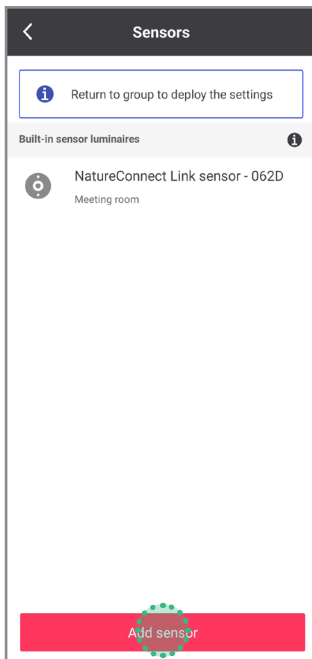 Sensors
Return to group to deploy the settings
Built-in sensor luminaires
NatureConnect Link sensor - 062D
Meeting room
Add sensor